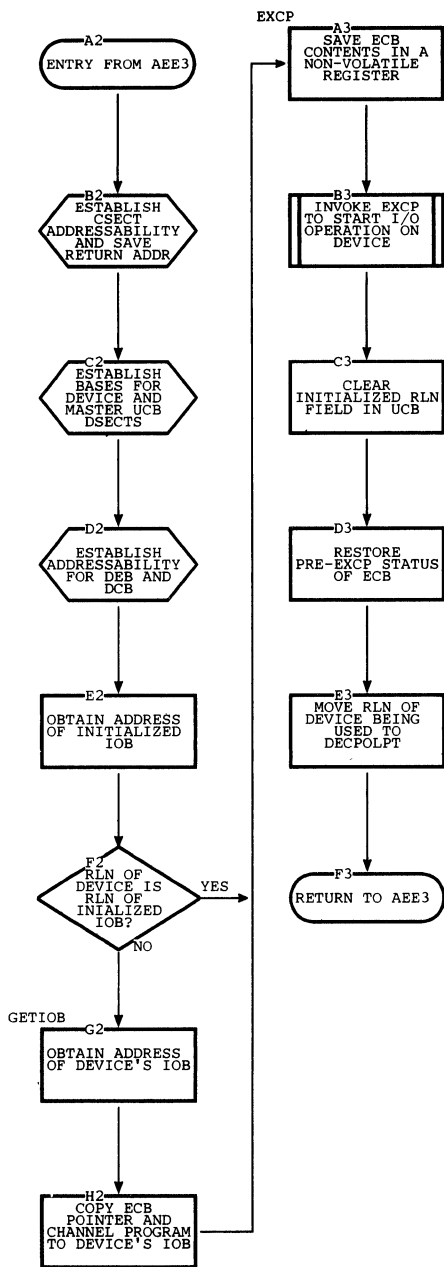 A2
ENTRY FROM AEE3
B2
ESTABLISH
CSECT
ADDRESSABILITY
AND SAVE
RETURN ADDR
C2
ESTABLISH
BASES FOR
DEVICE AND
MASTER UCB
DSECTS
D2
ESTABLISH
ADDRESSABILITY
FOR DEB AND
DCB
E2
OBTAIN ADDRESS
OF INITIALIZED
IOB
F2
RLN OF
DEVICE IS
RLN OF
INIALIZED
IOB?
YES
NO
GETIOB
G2
OBTAIN ADDRESS
OF DEVICE'S IOB
H2
COPY ECB
POINTER AND
CHANNEL PROGRAM
TO DEVICE'S IOB
EXCP
A3
SAVE ECB
CONTENTS IN A
NON-VOLATILE
REGISTER
B3
INVOKE EXCP
TO START I/O
OPERATION ON
DEVICE
C3
CLEAR
INITIALIZED RLN
FIELD IN UCB
D3
RESTORE
PRE-EXCP STATUS
OF ECB
E3
MOVE RLN OF
DEVICE BEING
USED TO
DECPOLPT
F3
RETURN TO AEE3